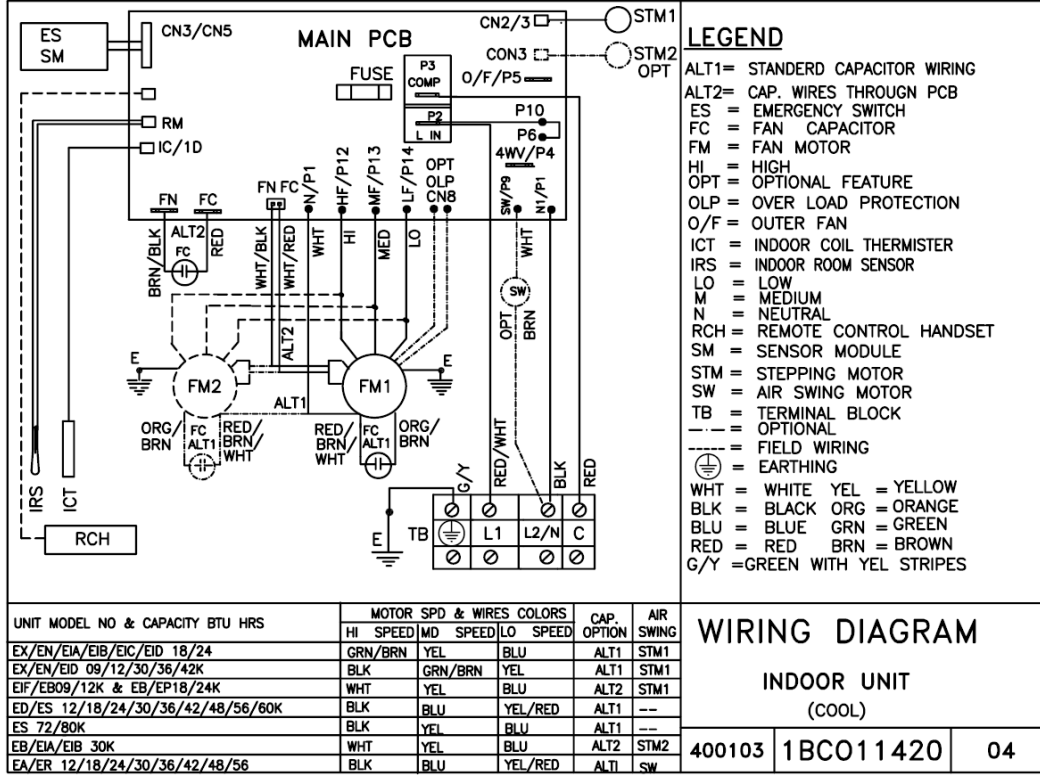 ES
SM
CN3/CN5
MAIN PCB
CN2/3
STM1
CON3
STM2
OPT
FUSE
P3
COMP
O/F/P5
P2
L IN
P10
P6
4WV/P4
RM
IC/1D
FN FC
FN FC
N/P1
HF/P12
MF/P13
LF/P14
OPT
OLP
CN8
SW/P9
N1/P1
BRN/BLK
ALT2
FC
RED
WHT/BLK
WHT/RED
WHT
HI
MED
LO
WHT
SW
OPT
BRN
ALT2
E
FM2
FM1
E
ALT1
ORG/
BRN
FC
ALT1
RED/
BRN/
WHT
RED/
BRN/
WHT
FC
ALT1
ORG/
BRN
G/Y
RED/WHT
BLK
RED
IRS
ICT
RCH
E
TB
L1
L2/N
C
LEGEND
ALT1= STANDERD CAPACITOR WIRING
ALT2= CAP. WIRES THROUGN PCB
ES = EMERGENCY SWITCH
FC = FAN CAPACITOR
FM = FAN MOTOR
HI = HIGH
OPT = OPTIONAL FEATURE
OLP = OVER LOAD PROTECTION
O/F = OUTER FAN
ICT = INDOOR COIL THERMISTER
IRS = INDOOR ROOM SENSOR
LO = LOW
M = MEDIUM
N = NEUTRAL
RCH = REMOTE CONTROL HANDSET
SM = SENSOR MODULE
STM = STEPPING MOTOR
SW = AIR SWING MOTOR
TB = TERMINAL BLOCK
—·— = OPTIONAL
----- = FIELD WIRING
= EARTHING
WHT = WHITE YEL = YELLOW
BLK = BLACK ORG = ORANGE
BLU = BLUE GRN = GREEN
RED = RED BRN = BROWN
G/Y =GREEN WITH YEL STRIPES
UNIT MODEL NO & CAPACITY BTU HRS MOTOR SPD & WIRES COLORS CAP. OPTION AIR SWING
HI SPEED MD SPEED LO SPEED
EX/EN/EIA/EIB/EIC/EID 18/24 GRN/BRN YEL BLU ALT1 STM1
EX/EN/EID 09/12/30/36/42K BLK GRN/BRN YEL ALT1 STM1
EIF/EB09/12K & EB/EP18/24K WHT YEL BLU ALT2 STM1
ED/ES 12/18/24/30/36/42/48/56/60K BLK BLU YEL/RED ALT1 --
ES 72/80K BLK YEL BLU ALT1 --
EB/EIA/EIB 30K WHT YEL BLU ALT2 STM2
EA/ER 12/18/24/30/36/42/48/56 BLK BLU YEL/RED ALTI SW
WIRING DIAGRAM
INDOOR UNIT
(COOL)
400103 1BCO11420 04